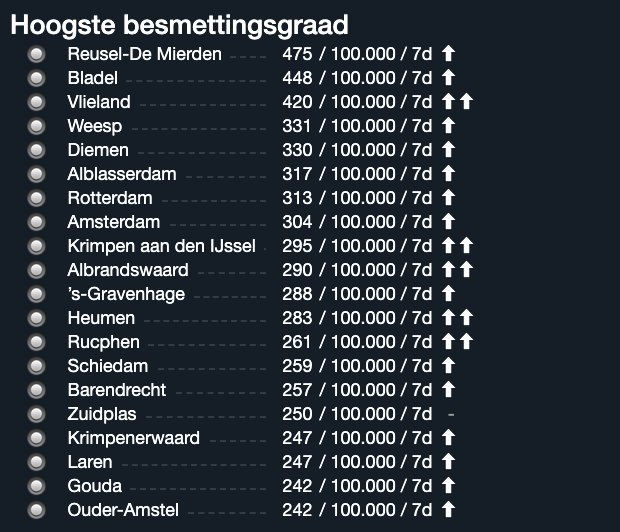 Hoogste besmettingsgraad
Reusel-De Mierden 475 / 100.000 / 7d ⬆
Bladel 448 / 100.000 / 7d ⬆
Vlieland 420 / 100.000 / 7d ⬆⬆
Weesp 331 / 100.000 / 7d ⬆
Diemen 330 / 100.000 / 7d ⬆
Alblasserdam 317 / 100.000 / 7d ⬆
Rotterdam 313 / 100.000 / 7d ⬆
Amsterdam 304 / 100.000 / 7d ⬆
Krimpen aan den IJssel 295 / 100.000 / 7d ⬆⬆
Albrandswaard 290 / 100.000 / 7d ⬆⬆
’s-Gravenhage 288 / 100.000 / 7d ⬆
Heumen 283 / 100.000 / 7d ⬆⬆
Rucphen 261 / 100.000 / 7d ⬆⬆
Schiedam 259 / 100.000 / 7d ⬆
Barendrecht 257 / 100.000 / 7d ⬆
Zuidplas 250 / 100.000 / 7d -
Krimpenerwaard 247 / 100.000 / 7d ⬆
Laren 247 / 100.000 / 7d ⬆
Gouda 242 / 100.000 / 7d ⬆
Ouder-Amstel 242 / 100.000 / 7d ⬆